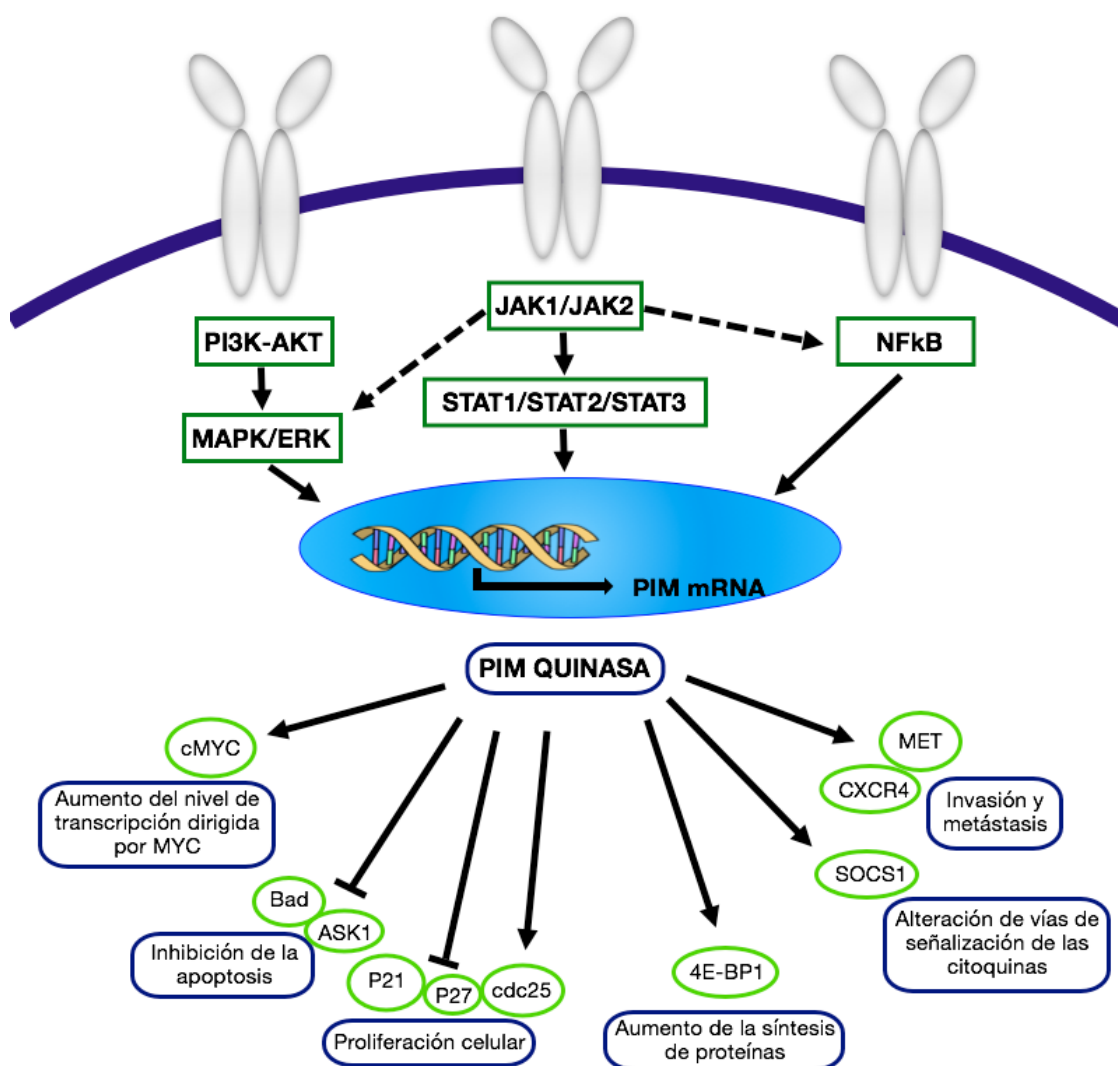 JAK1/JAK2
PI3K-AKT
NFkB
STAT1/STAT2/STAT3
MAPK/ERK
PIM mRNA
PIM QUINASA
cMYC
Aumento del nivel de
transcripción dirigida
por MYC
Bad
ASK1
Inhibición de la
apoptosis
P21
P27
cdc25
Proliferación celular
4E-BP1
Aumento de la síntesis
de proteínas
MET
CXCR4
Invasión y
metástasis
SOCS1
Alteración de vías de
señalización de las
citoquinas